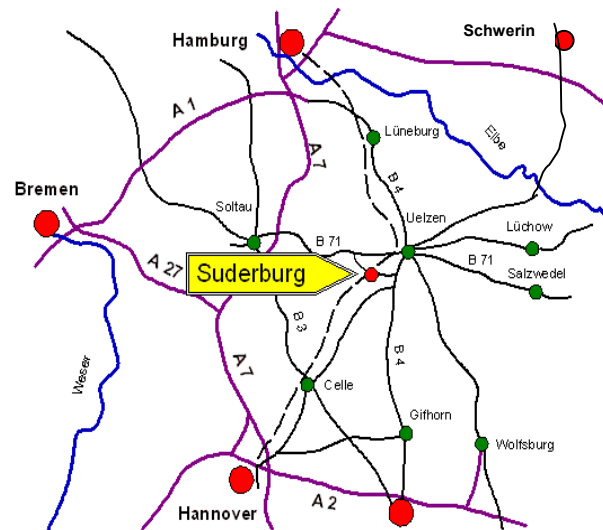 Schwerin
Hamburg
A 1
Lüneburg
Elbe
A 7
B 4
Bremen
Soltau
Uelzen
Lüchow
B 71
B 71
A 27
Suderburg
Salzwedel
B 3
B 4
Weser
A 7
Celle
Gifhorn
Wolfsburg
Hannover
A 2